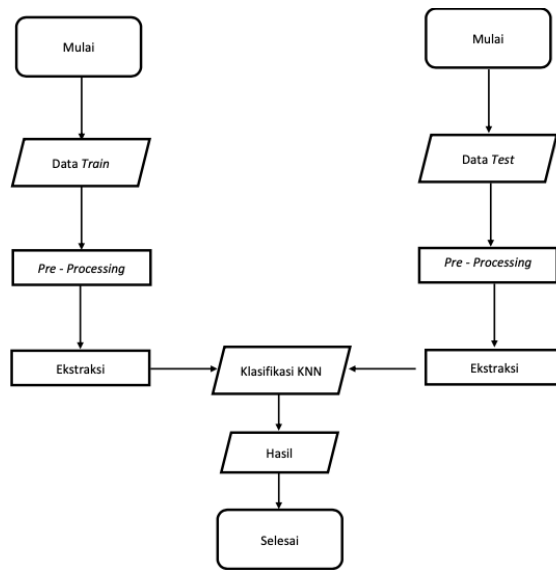 Mulai
Mulai
Data Train
Data Test
Pre - Processing
Pre - Processing
Ekstraksi
Klasifikasi KNN
Ekstraksi
Hasil
Selesai